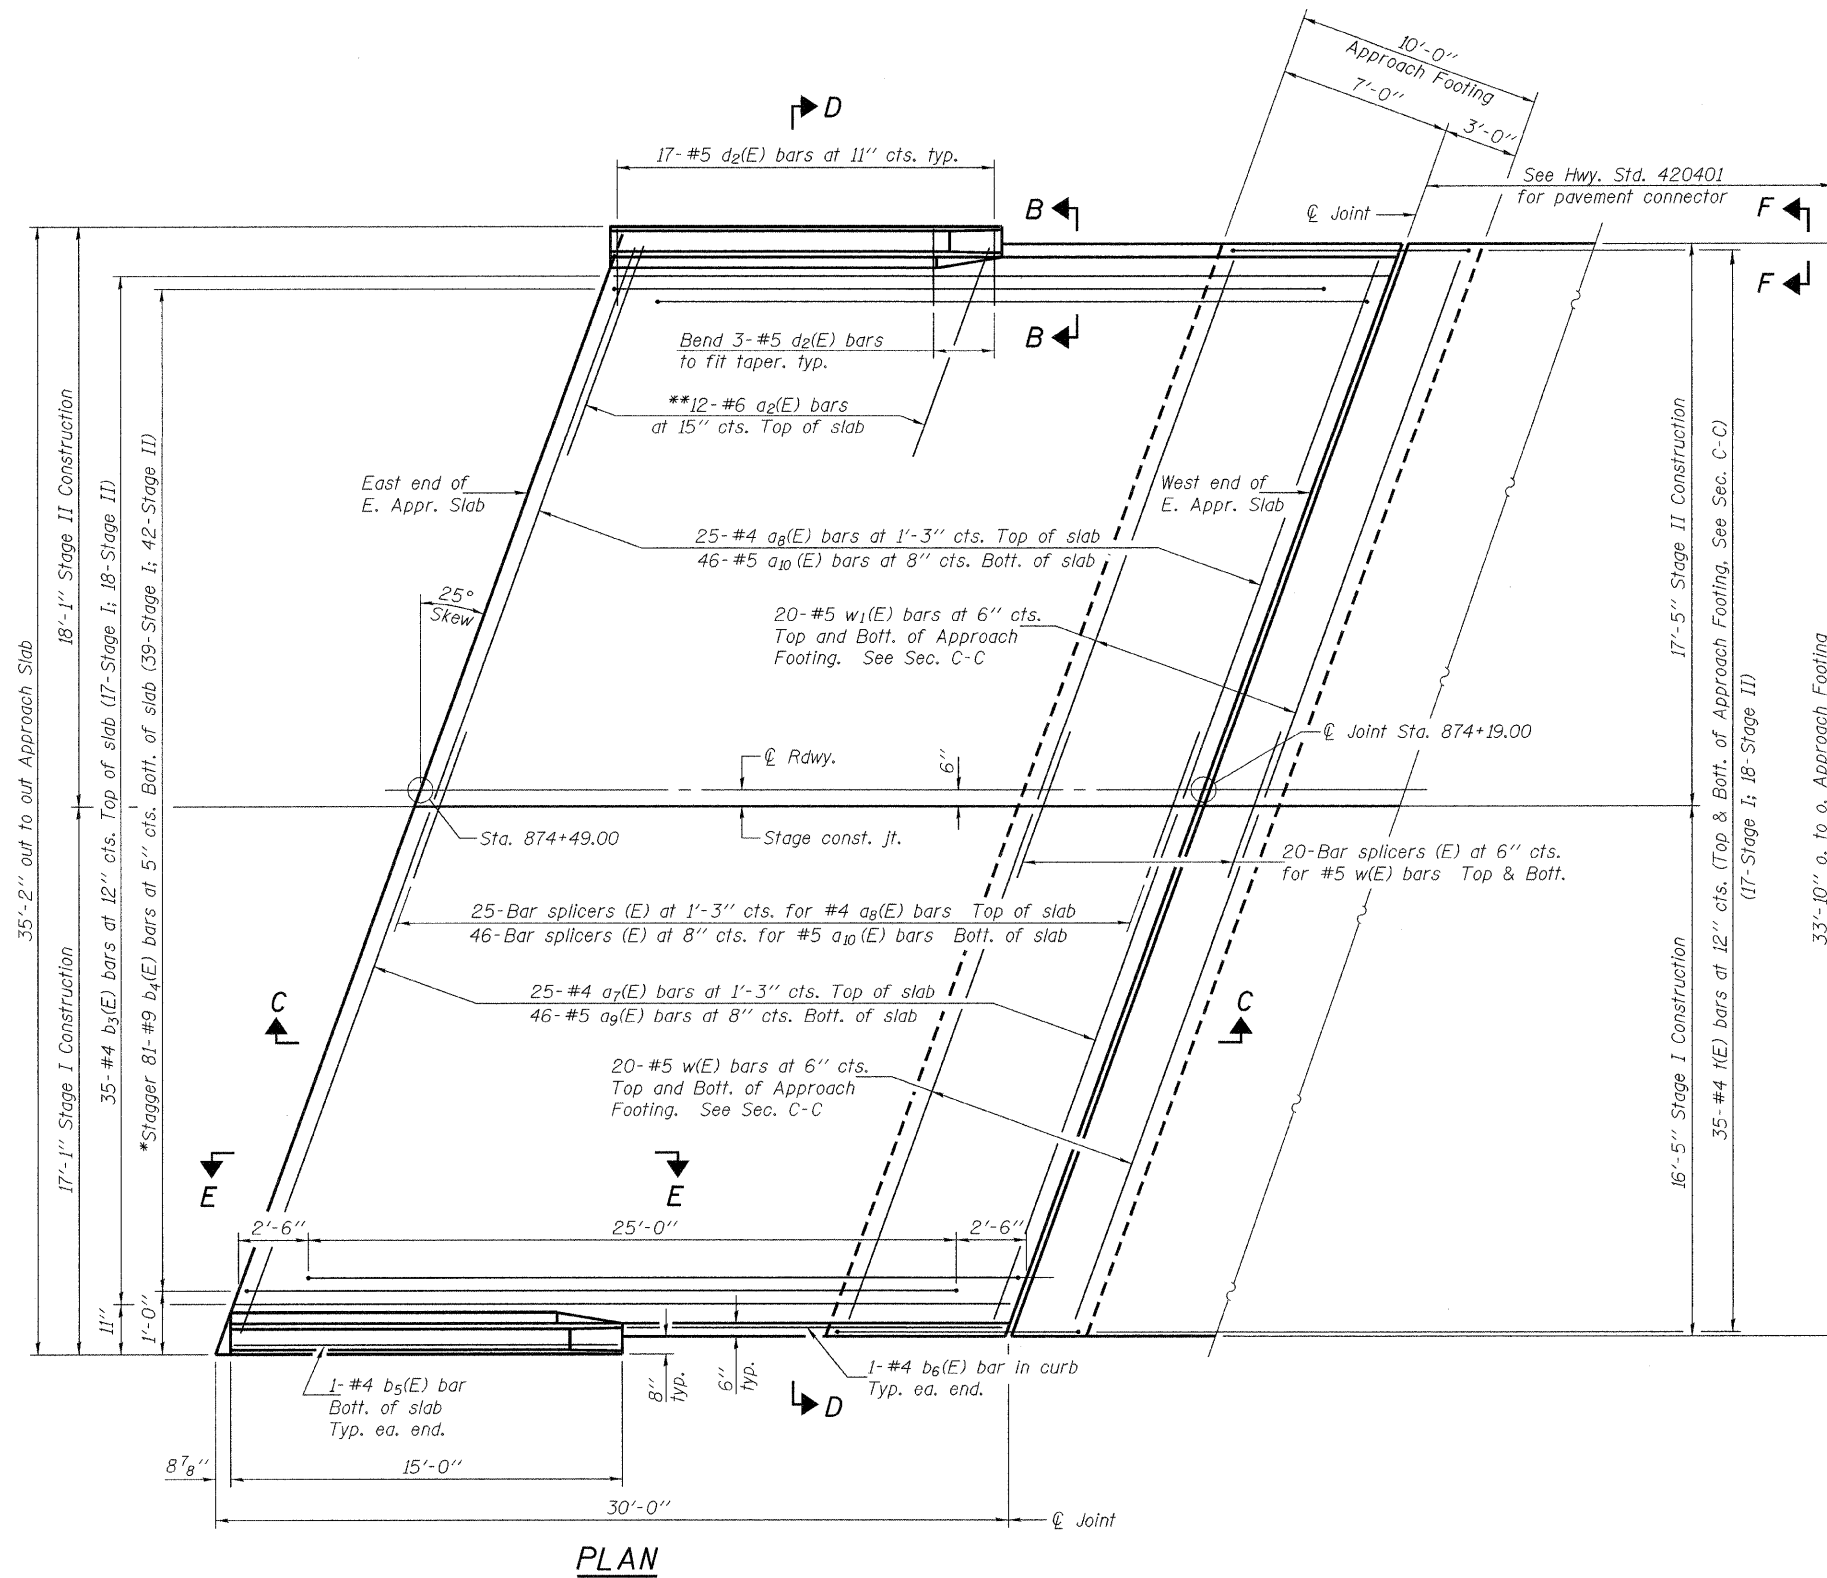 10'-0"
Approach Footing
7'-0"
3'-0"
D
17- #5 d2(E) bars at 11" cts. typ.
See Hwy. Std. 420401
for pavement connector
B
℄ Joint
F
F
Bend 3- #5 d2(E) bars
to fit taper. typ.
B
**12- #6 a2(E) bars
at 15" cts. Top of slab
East end of
E. Appr. Slab
West end of
E. Appr. Slab
25- #4 a8(E) bars at 1'-3" cts. Top of slab
46- #5 a10(E) bars at 8" cts. Bott. of slab
25°
Skew
20- #5 w1(E) bars at 6" cts.
Top and Bott. of Approach
Footing. See Sec. C-C
35'-2" out to out Approach Slab
18'-1" Stage II Construction
17'-1" Stage I Construction
35- #4 b3(E) bars at 12" cts. Top of slab (17-Stage I; 18-Stage II)
*Stagger 81- #9 b4(E) bars at 5" cts. Bott. of slab (39-Stage I; 42-Stage II)
17'-5" Stage II Construction
16'-5" Stage I Construction
35- #4 t(E) bars at 12" cts. (Top & Bott. of Approach Footing, See Sec. C-C)
(17-Stage I; 18-Stage II)
33'-10" o. to o. Approach Footing
℄ Joint Sta. 874+19.00
℄ Rdwy.
6"
Sta. 874+49.00
Stage const. jt.
20-Bar splicers (E) at 6" cts.
for #5 w(E) bars Top & Bott.
25-Bar splicers (E) at 1'-3" cts. for #4 a8(E) bars Top of slab
46-Bar splicers (E) at 8" cts. for #5 a10(E) bars Bott. of slab
C
25- #4 a7(E) bars at 1'-3" cts. Top of slab
46- #5 a9(E) bars at 8" cts. Bott. of slab
C
20- #5 w(E) bars at 6" cts.
Top and Bott. of Approach
Footing. See Sec. C-C
E
E
2'-6"
25'-0"
2'-6"
11"
1'-0"
1- #4 b5(E) bar
Bott. of slab
Typ. ea. end.
8"
typ.
6"
typ.
D
1- #4 b6(E) bar in curb
Typ. ea. end.
8 7/8"
15'-0"
30'-0"
℄ Joint
PLAN